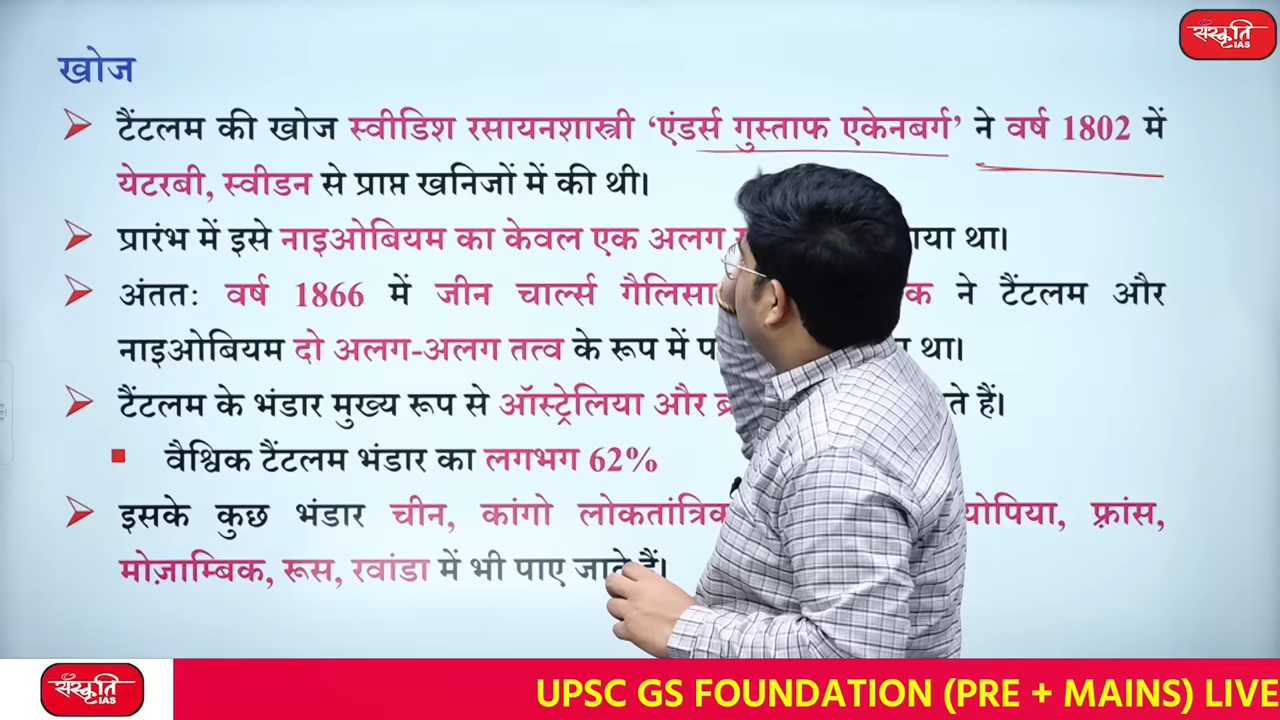 संस्कृति
IAS
खोज
टैंटलम की खोज स्वीडिश रसायनशास्त्री ‘एंडर्स गुस्ताफ एकेनबर्ग’ ने वर्ष 1802 में
येटरबी, स्वीडन से प्राप्त खनिजों में की थी।
प्रारंभ में इसे नाइओबियम का केवल एक अलग था।
अंततः वर्ष 1866 में जीन चार्ल्स ने टैंटलम और
नाइओबियम दो अलग-अलग तत्व के रूप में था।
टैंटलम के भंडार मुख्य रूप से ऑस्ट्रेलिया और हैं।
वैश्विक टैंटलम भंडार का लगभग 62%
इसके कुछ भंडार चीन, कांगो फ़्रांस,
मोज़ाम्बिक, रूस, रवांडा में भी पाए जाते हैं।
संस्कृति
IAS
UPSC GS FOUNDATION (PRE + MAINS) LIVE